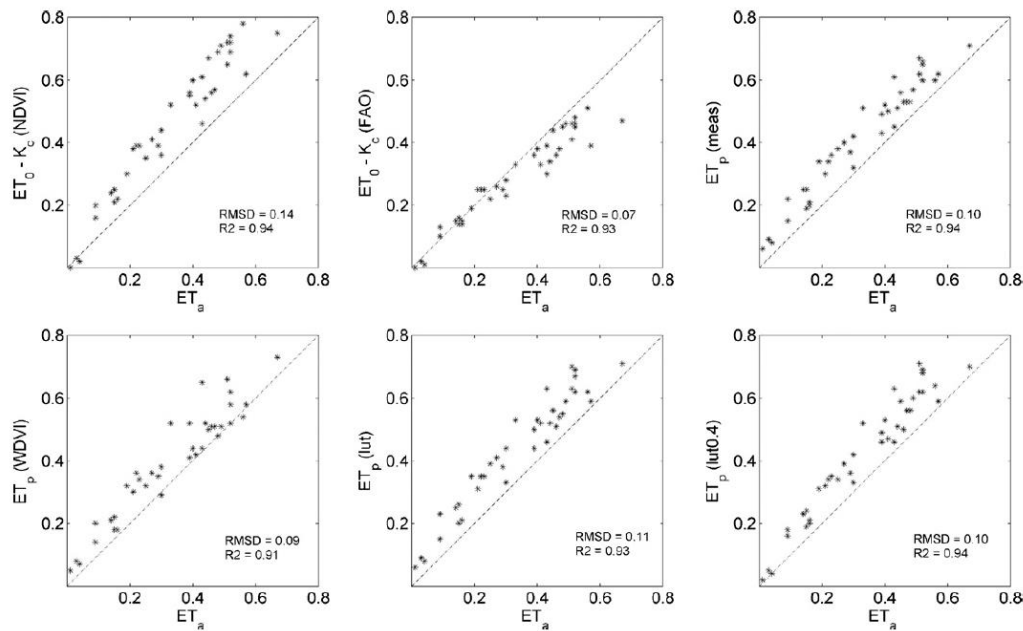 0.8 0.6 0.4 0.2
ET0 - Kc (NDVI)
RMSD = 0.14
R2 = 0.94
0.2 0.4 0.6 0.8
ETa
0.8 0.6 0.4 0.2
ET0 - Kc (FAO)
RMSD = 0.07
R2 = 0.93
0.2 0.4 0.6 0.8
ETa
0.8 0.6 0.4 0.2
ETp (meas)
RMSD = 0.10
R2 = 0.94
0.2 0.4 0.6 0.8
ETa
0.8 0.6 0.4 0.2
ETp (WDVI)
RMSD = 0.09
R2 = 0.91
0.2 0.4 0.6 0.8
ETa
0.8 0.6 0.4 0.2
ETp (lut)
RMSD = 0.11
R2 = 0.93
0.2 0.4 0.6 0.8
ETa
0.8 0.6 0.4 0.2
ETp (lut0.4)
RMSD = 0.10
R2 = 0.94
0.2 0.4 0.6 0.8
ETa